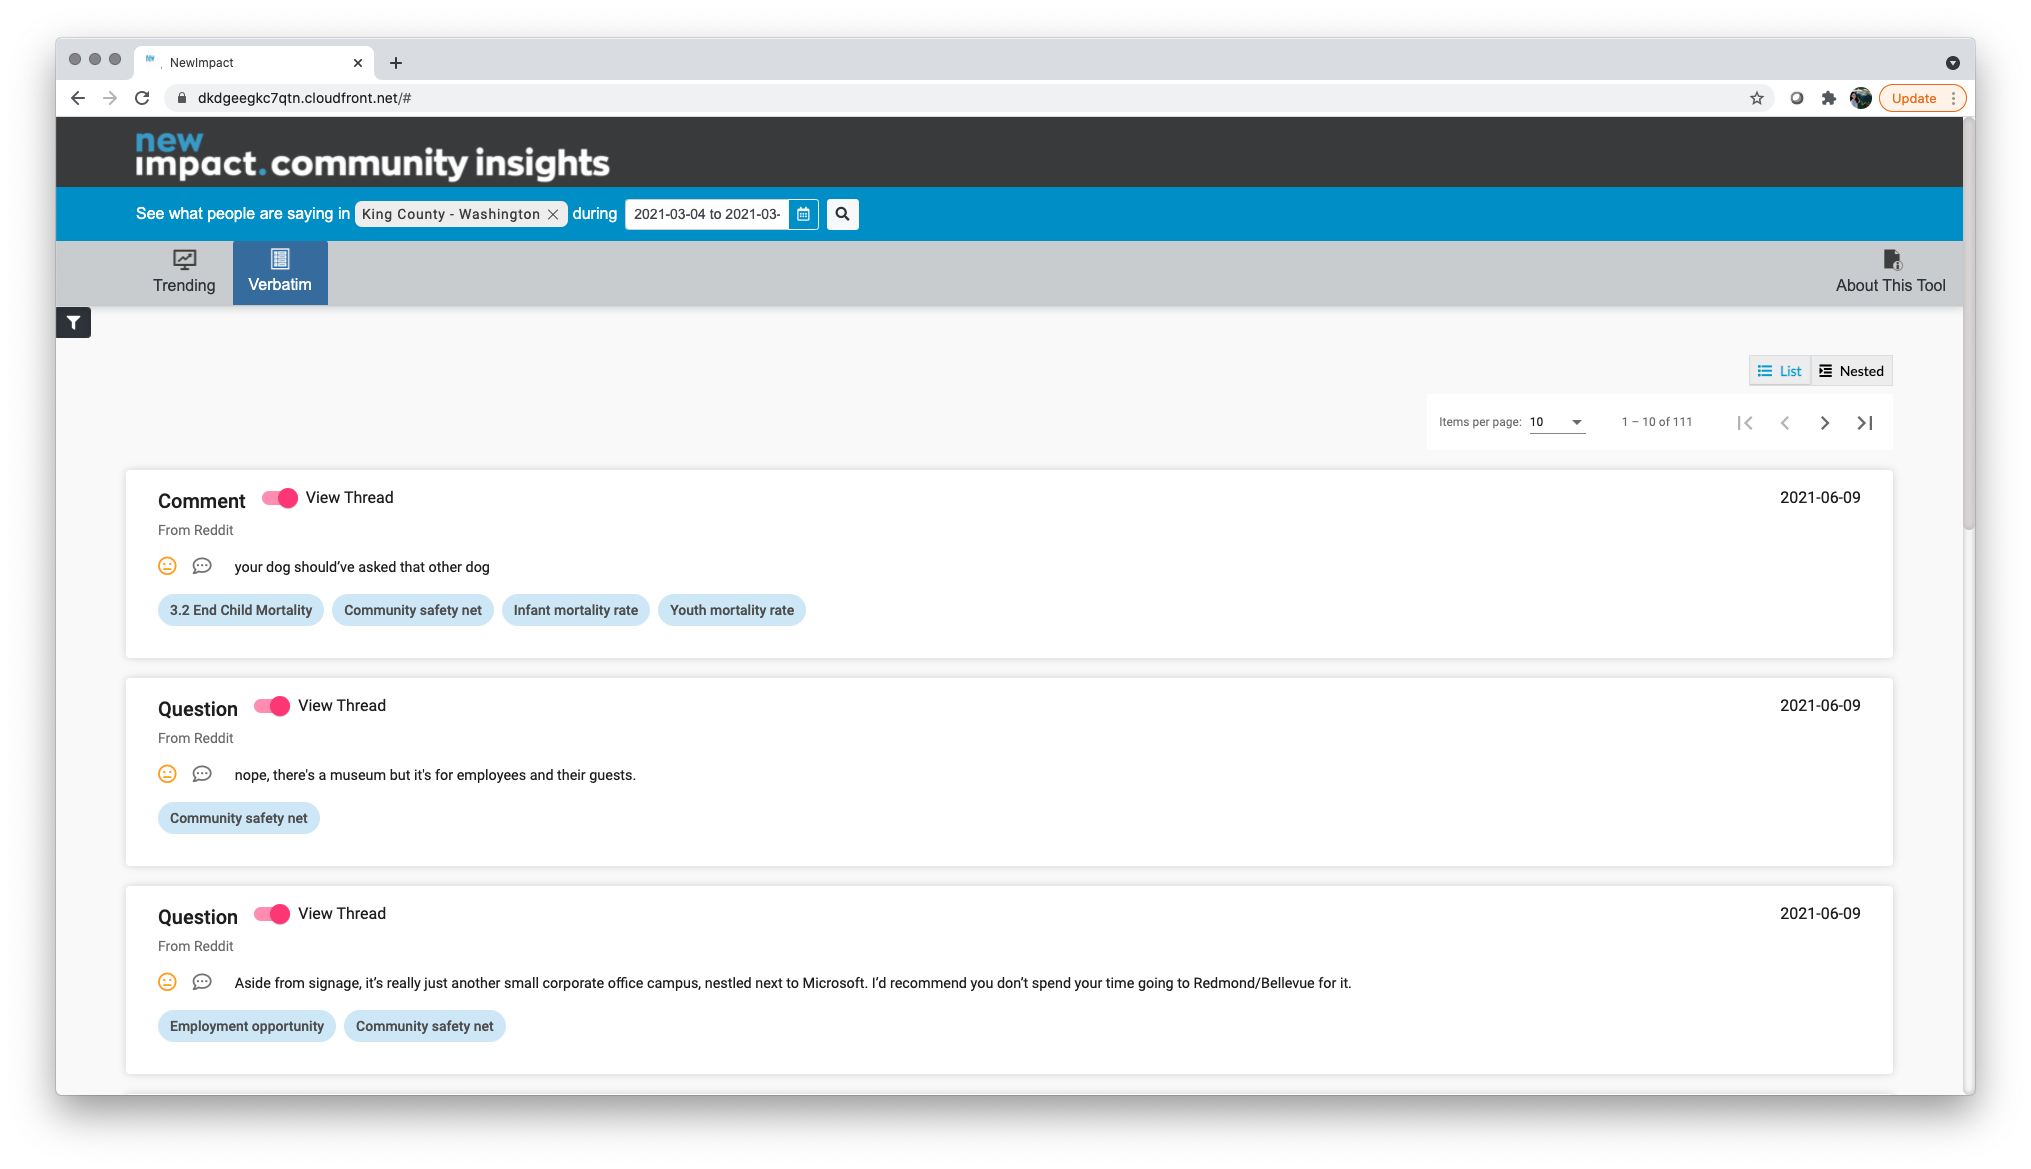 NewImpact
dkdgeegkc7qtn.cloudfront.net/#
Update
new
impact.community insights
See what people are saying in King County - Washington during 2021-03-04 to 2021-03-
Trending
Verbatim
About This Tool
List Nested
Items per page: 10 1 – 10 of 111
Comment View Thread 2021-06-09
From Reddit
your dog should’ve asked that other dog
3.2 End Child Mortality Community safety net Infant mortality rate Youth mortality rate
Question View Thread 2021-06-09
From Reddit
nope, there's a museum but it's for employees and their guests.
Community safety net
Question View Thread 2021-06-09
From Reddit
Aside from signage, it’s really just another small corporate office campus, nestled next to Microsoft. I’d recommend you don’t spend your time going to Redmond/Bellevue for it.
Employment opportunity Community safety net